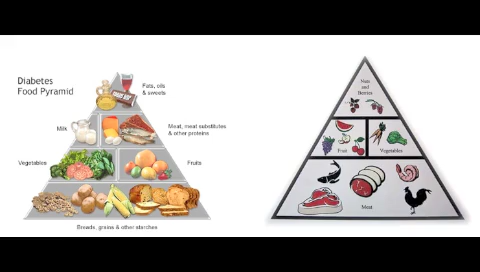 Diabetes
Food Pyramid
Fats, oils
& sweets
Milk
Meat, meat substitutes
& other proteins
Vegetables
Fruits
Breads, grains & other starches
Nuts
and
Berries
Fruit
Vegetables
Meat